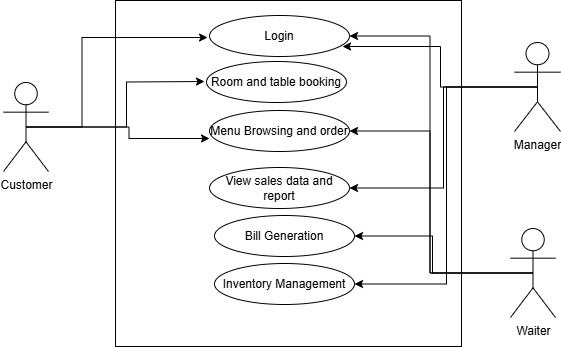 Login
Room and table booking
Menu Browsing and order
View sales data and
report
Bill Generation
Inventory Management
Customer
Manager
Waiter